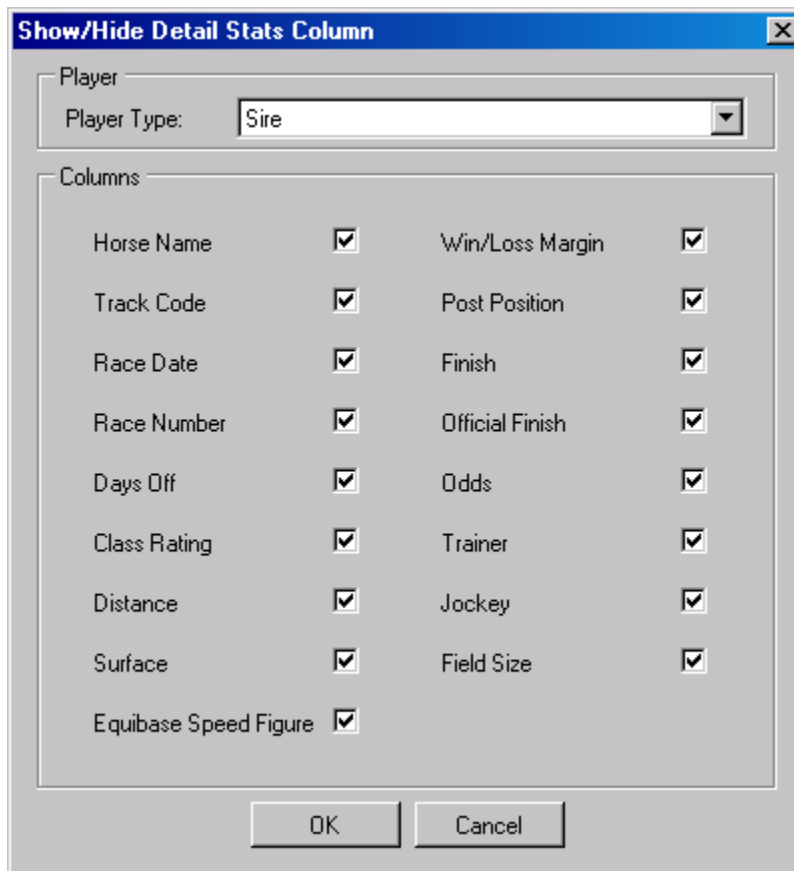 Show/Hide Detail Stats Column
Player
Player Type: Sire
Columns
Horse Name Win/Loss Margin
Track Code Post Position
Race Date Finish
Race Number Official Finish
Days Off Odds
Class Rating Trainer
Distance Jockey
Surface Field Size
Equibase Speed Figure
OK Cancel